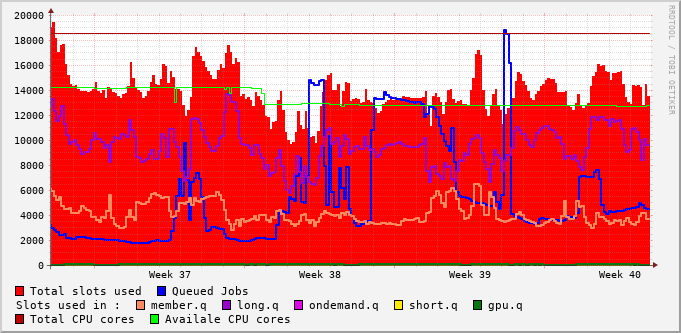 RRDTOOL / TOBI OETIKER
20000
18000
16000
14000
12000
10000
8000
6000
4000
2000
0
Week 37 Week 38 Week 39 Week 40
Total slots used Queued Jobs
Slots used in : member.q long.q ondemand.q short.q gpu.q
Total CPU cores Availale CPU cores